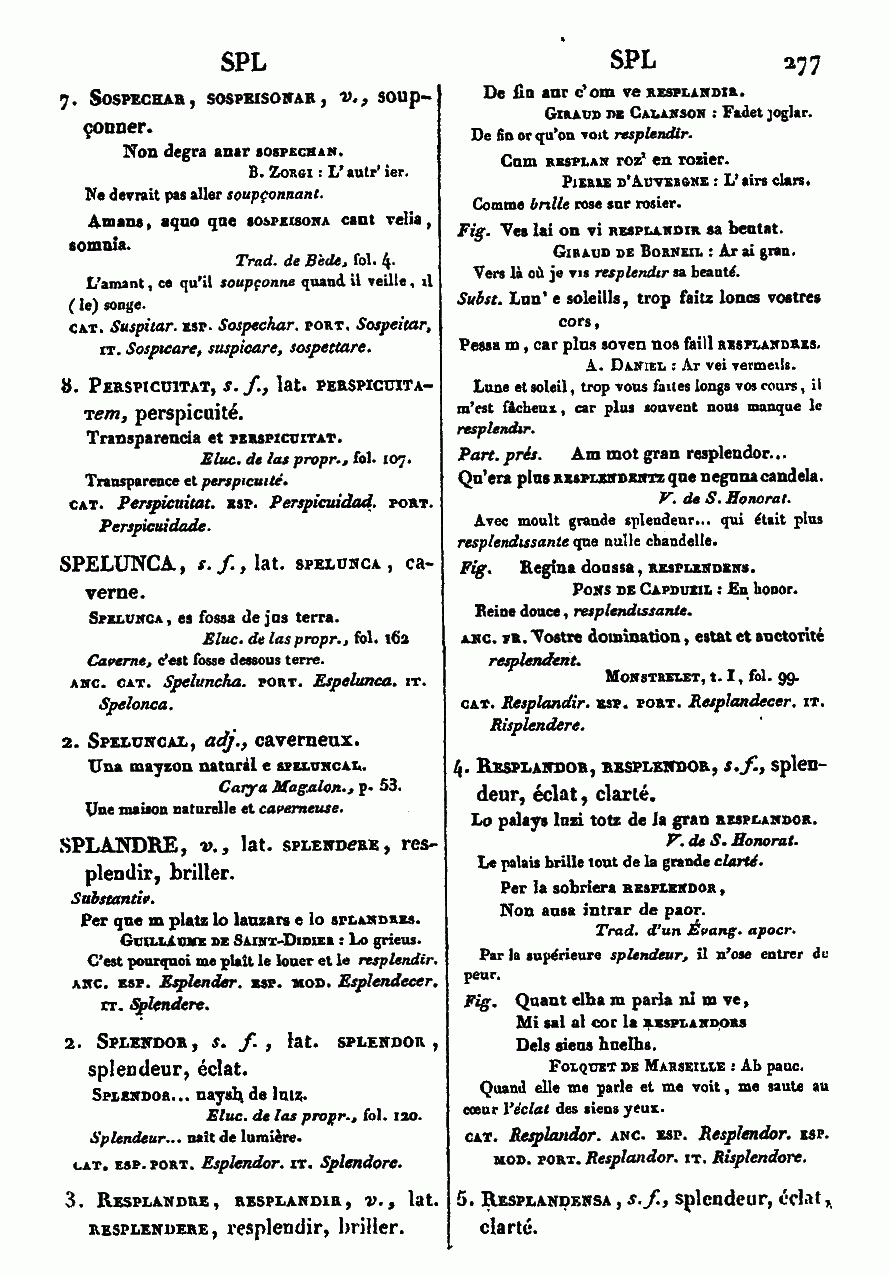 SPL
7. Sospechar, sospeisonar, v., soup-
çonner.
Non degra anar sospechan.
B. Zorgi : L' autr' ier.
Ne devrait pas aller soupçonnant.
Amans, aquo que sospeisona cant velia,
somnia.
Trad. de Bède, fol. 4.
L'amant, ce qu'il soupçonne quand il veille, il
(le) songe.
cat. Suspitar. esp. Sospechar. port. Sospeitar,
it. Sospicare, suspicare, sospettare.
8. Perspicuitat, s. f., lat. perspicuita-
tem, perspicuité.
Transparencia et perspicuitat.
Eluc. de las propr., fol. 107.
Transparence et perspicuité.
cat. Perspicuitat. esp. Perspicuidad. port.
Perspicuidade.
SPELUNCA, s. f., lat. spelunca, ca-
verne.
Spelunca, es fossa de jos terra.
Eluc. de las propr., fol. 162
Caverne, c'est fosse dessous terre.
anc. cat. Speluncha. port. Espelunca. it.
Spelonca.
2. Speluncal, adj., caverneux.
Una mayzon naturál e speluncal.
Carya Magalon., p. 53.
Une maison naturelle et caverneuse.
SPLANDRE, v., lat. splendere, res-
plendir, briller.
Substantiv.
Per que m platz lo lauzars e lo splandres.
Guillaume de Saint-Didier : Lo grieus.
C'est pourquoi me plaît le louer et le resplendir.
anc. esp. Esplender. esp. mod. Esplendecer.
it. Splendere.
2. Splendor, s. f., lat. splendor,
splendeur, éclat.
Splendor... naysh de lutz.
Eluc. de las propr., fol. 120.
Splendeur... naît de lumière.
cat. esp. port. Esplendor. it. Splendore.
3. Resplandre, resplandir, v., lat.
resplendere, resplendir, briller.
SPL 277
De fin aur c'om ve resplandir.
Giraud de Calanson : Fadet joglar.
De fin or qu'on voit resplendir.
Cum resplan roz' en rozier.
Pierre d'Auvergne : L' airs clars.
Comme brille rose sur rosier.
Fig. Ves lai on vi resplandir sa beutat.
Giraud de Borneil : Ar ai gran.
Vers là où je vis resplendir sa beauté.
Subst. Lun' e soleills, trop faitz loncs vostres
cors,
Pessa m, car plus soven nos faill resplandres.
A. Daniel : Ar vei vermeils.
Lune et soleil, trop vous faites longs vos cours, il
m'est fâcheux, car plus souvent nous manque le
resplendir.
Part. prés. Am mot gran resplendor...
Qu'era plus resplendentz que neguna candela.
V. de S. Honorat.
Avec moult grande splendeur... qui était plus
resplendissante que nulle chandelle.
Fig. Regina doussa, resplendens.
Pons de Capdueil : En honor.
Reine douce, resplendissante.
anc. fr. Vostre domination, estat et auctorité
resplendent.
Monstrelet, t. I, fol. 99.
cat. Resplandir. esp. port. Resplandecer. it.
Risplendere.
4. Resplandor, resplendor, s. f., splen-
deur, éclat, clarté.
Lo palays luzi totz de la gran resplandor.
V. de S. Honorat.
Le palais brille tout de la grande clarté.
Per la sobriera resplendor,
Non ausa intrar de paor.
Trad. d'un Évang. apocr.
Par la supérieure splendeur, il n'ose entrer de
peur.
Fig. Quant elha m parla ni m ve,
Mi sal al cor la resplandors
Dels siens huelhs.
Folquet de Marseille : Ab pauc.
Quand elle me parle et me voit, me saute au
cœur l'éclat des siens yeux.
cat. Resplandor. anc. esp. Resplendor. esp.
mod. port. Resplandor. it. Risplendore.
5. Resplandensa, s. f., splendeur, éclat,
clarté.